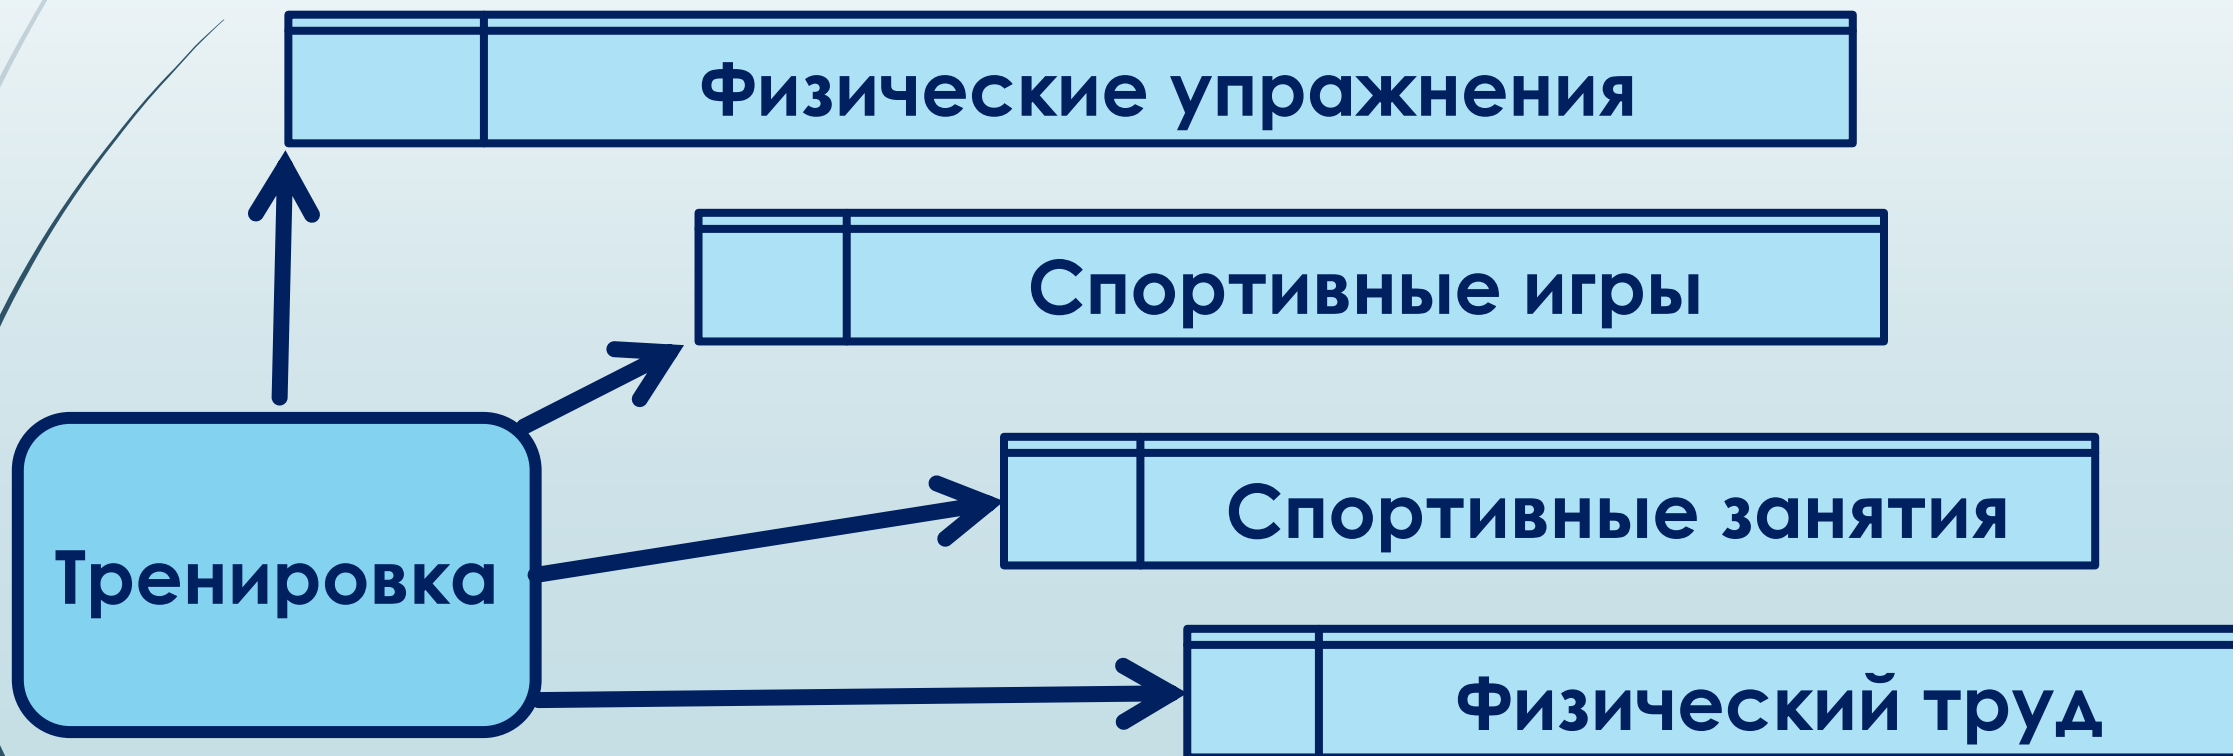 Физические упражнения
Спортивные игры
Спортивные занятия
Тренировка
Физический труд